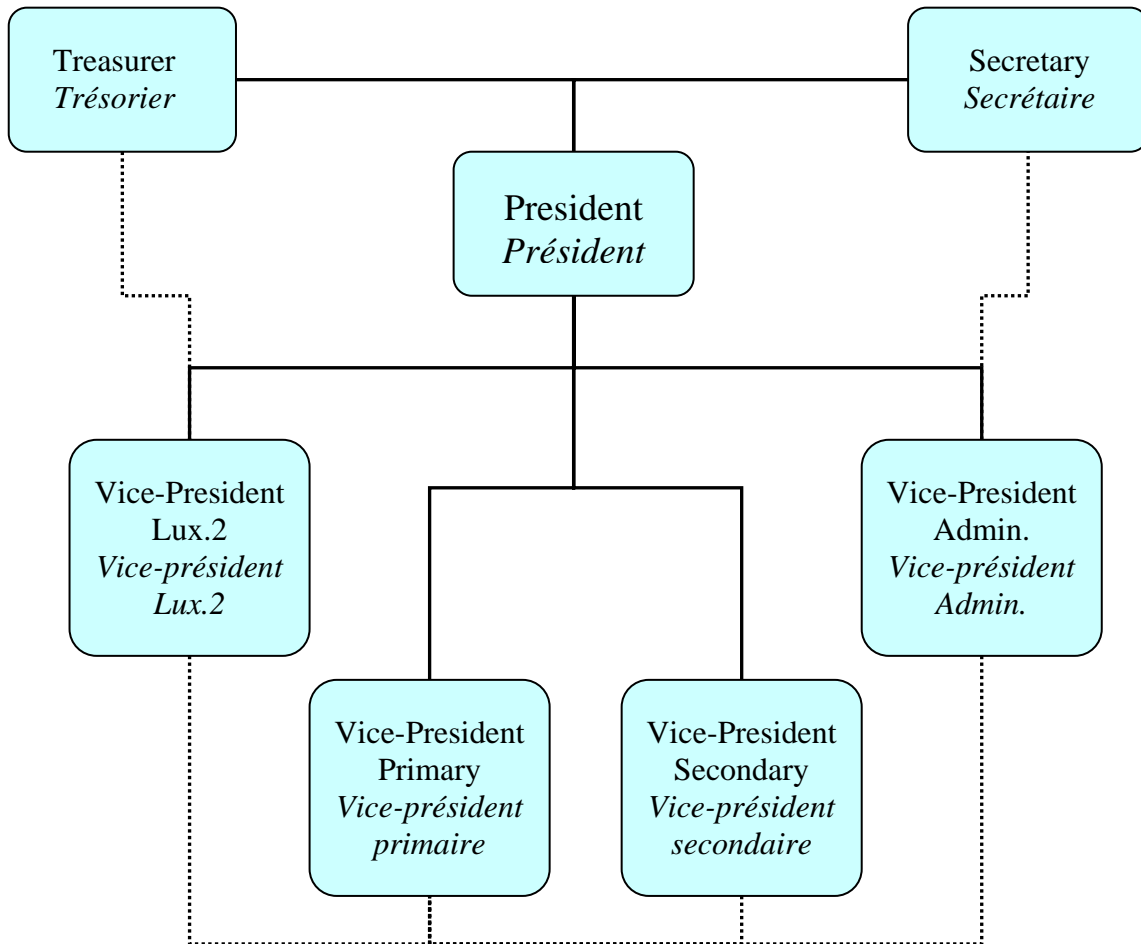 Treasurer
Trésorier
Secretary
Secrétaire
President
Président
Vice-President
Lux.2
Vice-président
Lux.2
Vice-President
Admin.
Vice-président
Admin.
Vice-President
Primary
Vice-président
primaire
Vice-President
Secondary
Vice-président
secondaire